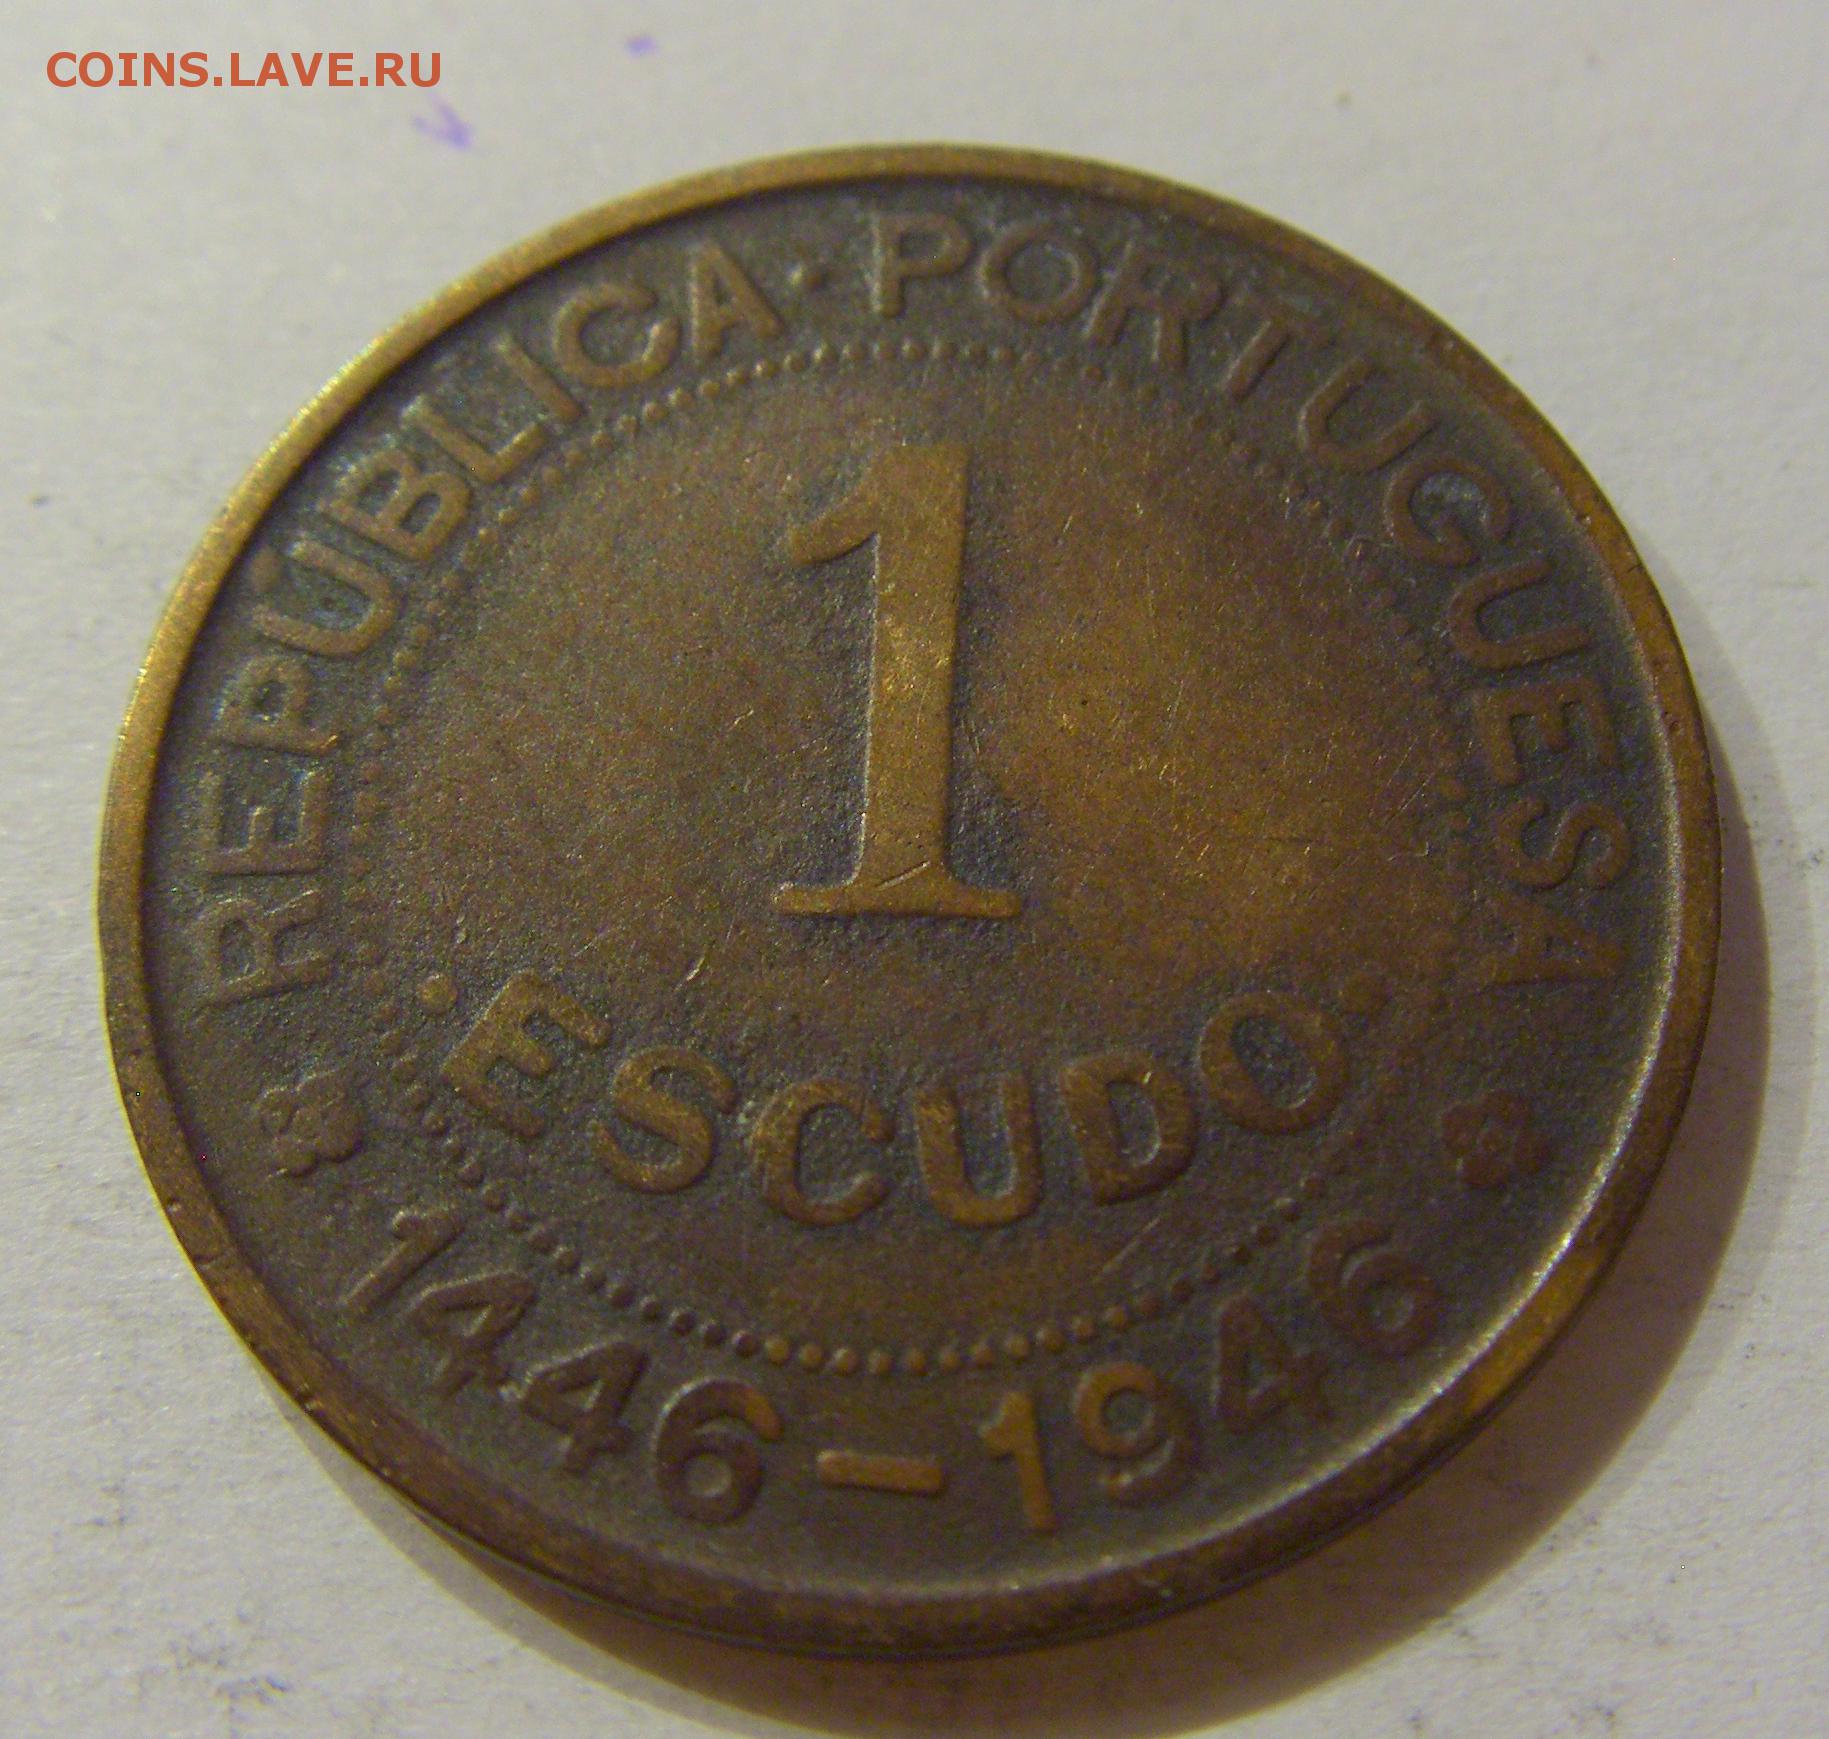 COINS.LAVE.RU
REPÚBLICA · PORTUGUESA
1
·ESCUDO·
1446-1946